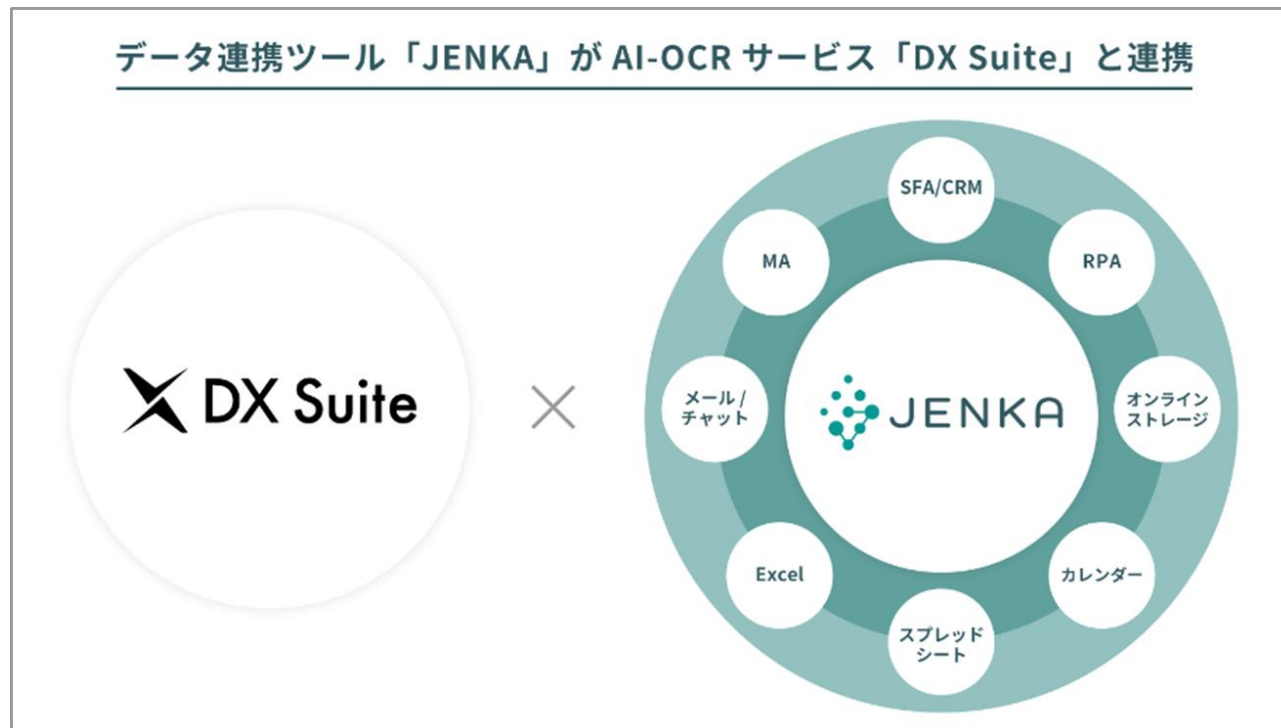 データ連携ツール「JENKA」が AI-OCR サービス「DX Suite」と連携
DX Suite
JENKA
SFA/CRM
RPA
オンライン
ストレージ
カレンダー
スプレッド
シート
Excel
メール /
チャット
MA